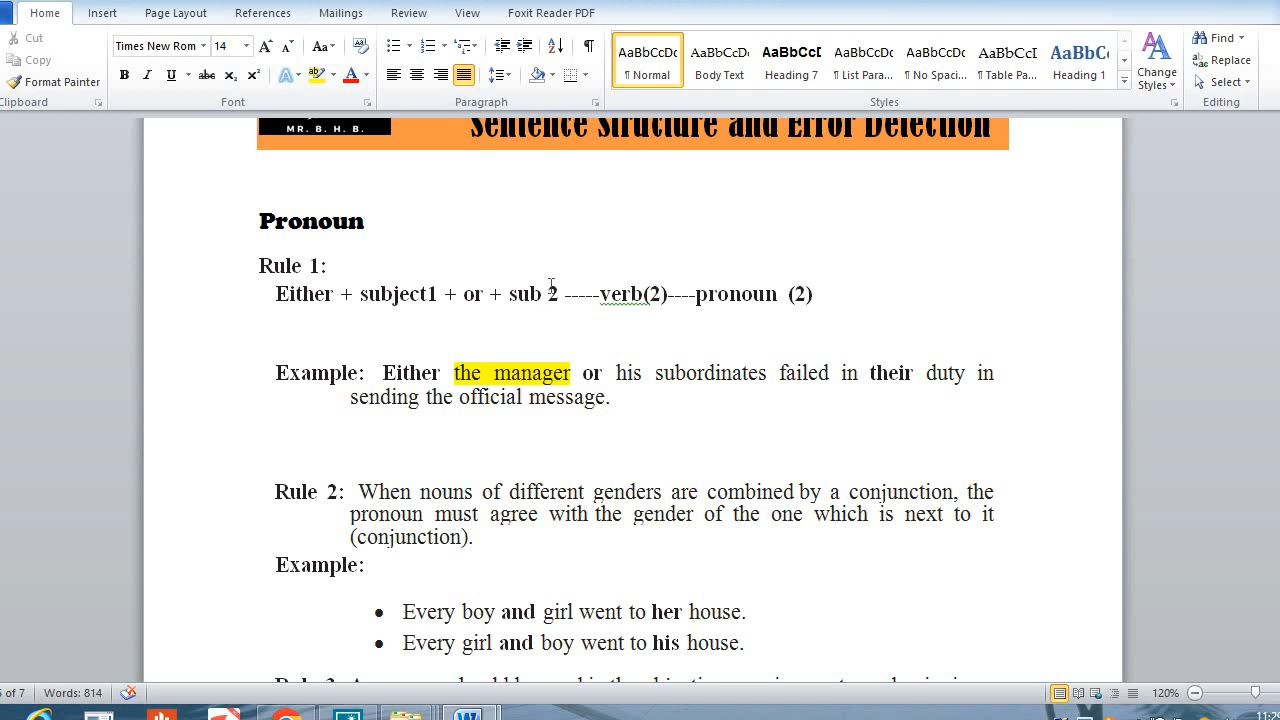 Home Insert Page Layout References Mailings Review View Foxit Reader PDF
Cut
Copy
Format Painter
Clipboard
Times New Rom 14
Font
Paragraph
AaBbCcDc AaBbCcDc AaBbCcI AaBbCcDc AaBbCcDc AaBbCcDc AaBbCc
¶ Normal Body Text Heading 7 ¶ List Para... ¶ No Spaci... ¶ Table Pa... Heading 1
Styles
Change Styles
Find
Replace
Select
Editing
MR. B. H. B.
Sentence Structure and Error Detection
Pronoun
Rule 1:
Either + subject1 + or + sub 2 -----verb(2)----pronoun (2)
Example: Either the manager or his subordinates failed in their duty in
sending the official message.
Rule 2: When nouns of different genders are combined by a conjunction, the
pronoun must agree with the gender of the one which is next to it
(conjunction).
Example:
• Every boy and girl went to her house.
• Every girl and boy went to his house.
of 7 Words: 814 120%